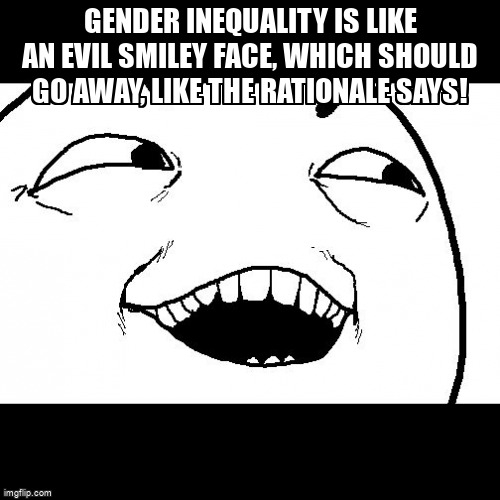 GENDER INEQUALITY IS LIKE
AN EVIL SMILEY FACE, WHICH SHOULD
GO AWAY, LIKE THE RATIONALE SAYS!
imgflip.com